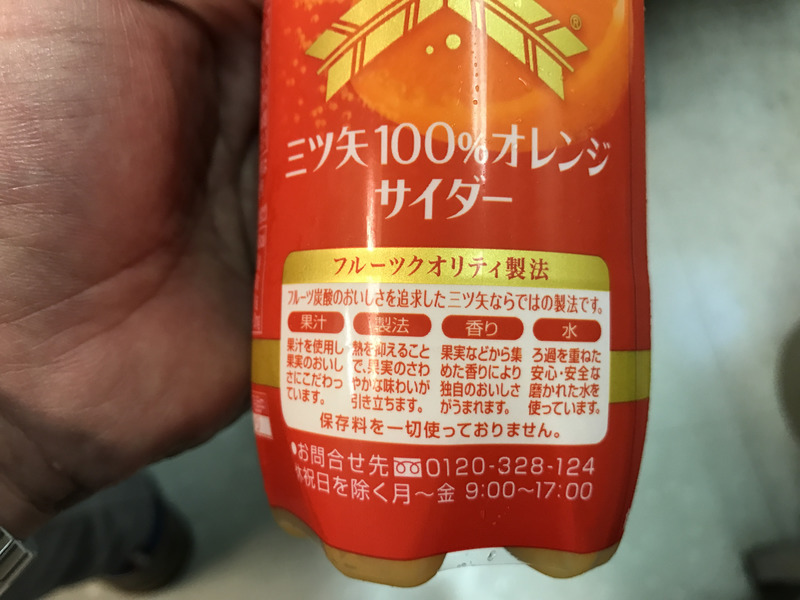 ®
三ツ矢100%オレンジ
サイダー
フルーツクオリティ製法
フルーツ炭酸のおいしさを追求した三ツ矢ならではの製法です。
果汁
果汁を使用し
果実のおいし
さにこだわっ
ています。
製法
熱を抑えること
で、果実のさわ
やかな味わいが
引き立ちます。
香り
果実などから集
めた香りにより
独自のおいしさ
がうまれます。
水
ろ過を重ねた
安心・安全な
磨かれた水を
使っています。
保存料を一切使っておりません。
●お問合せ先 0120-328-124
休祝日を除く月～金 9:00～17:00